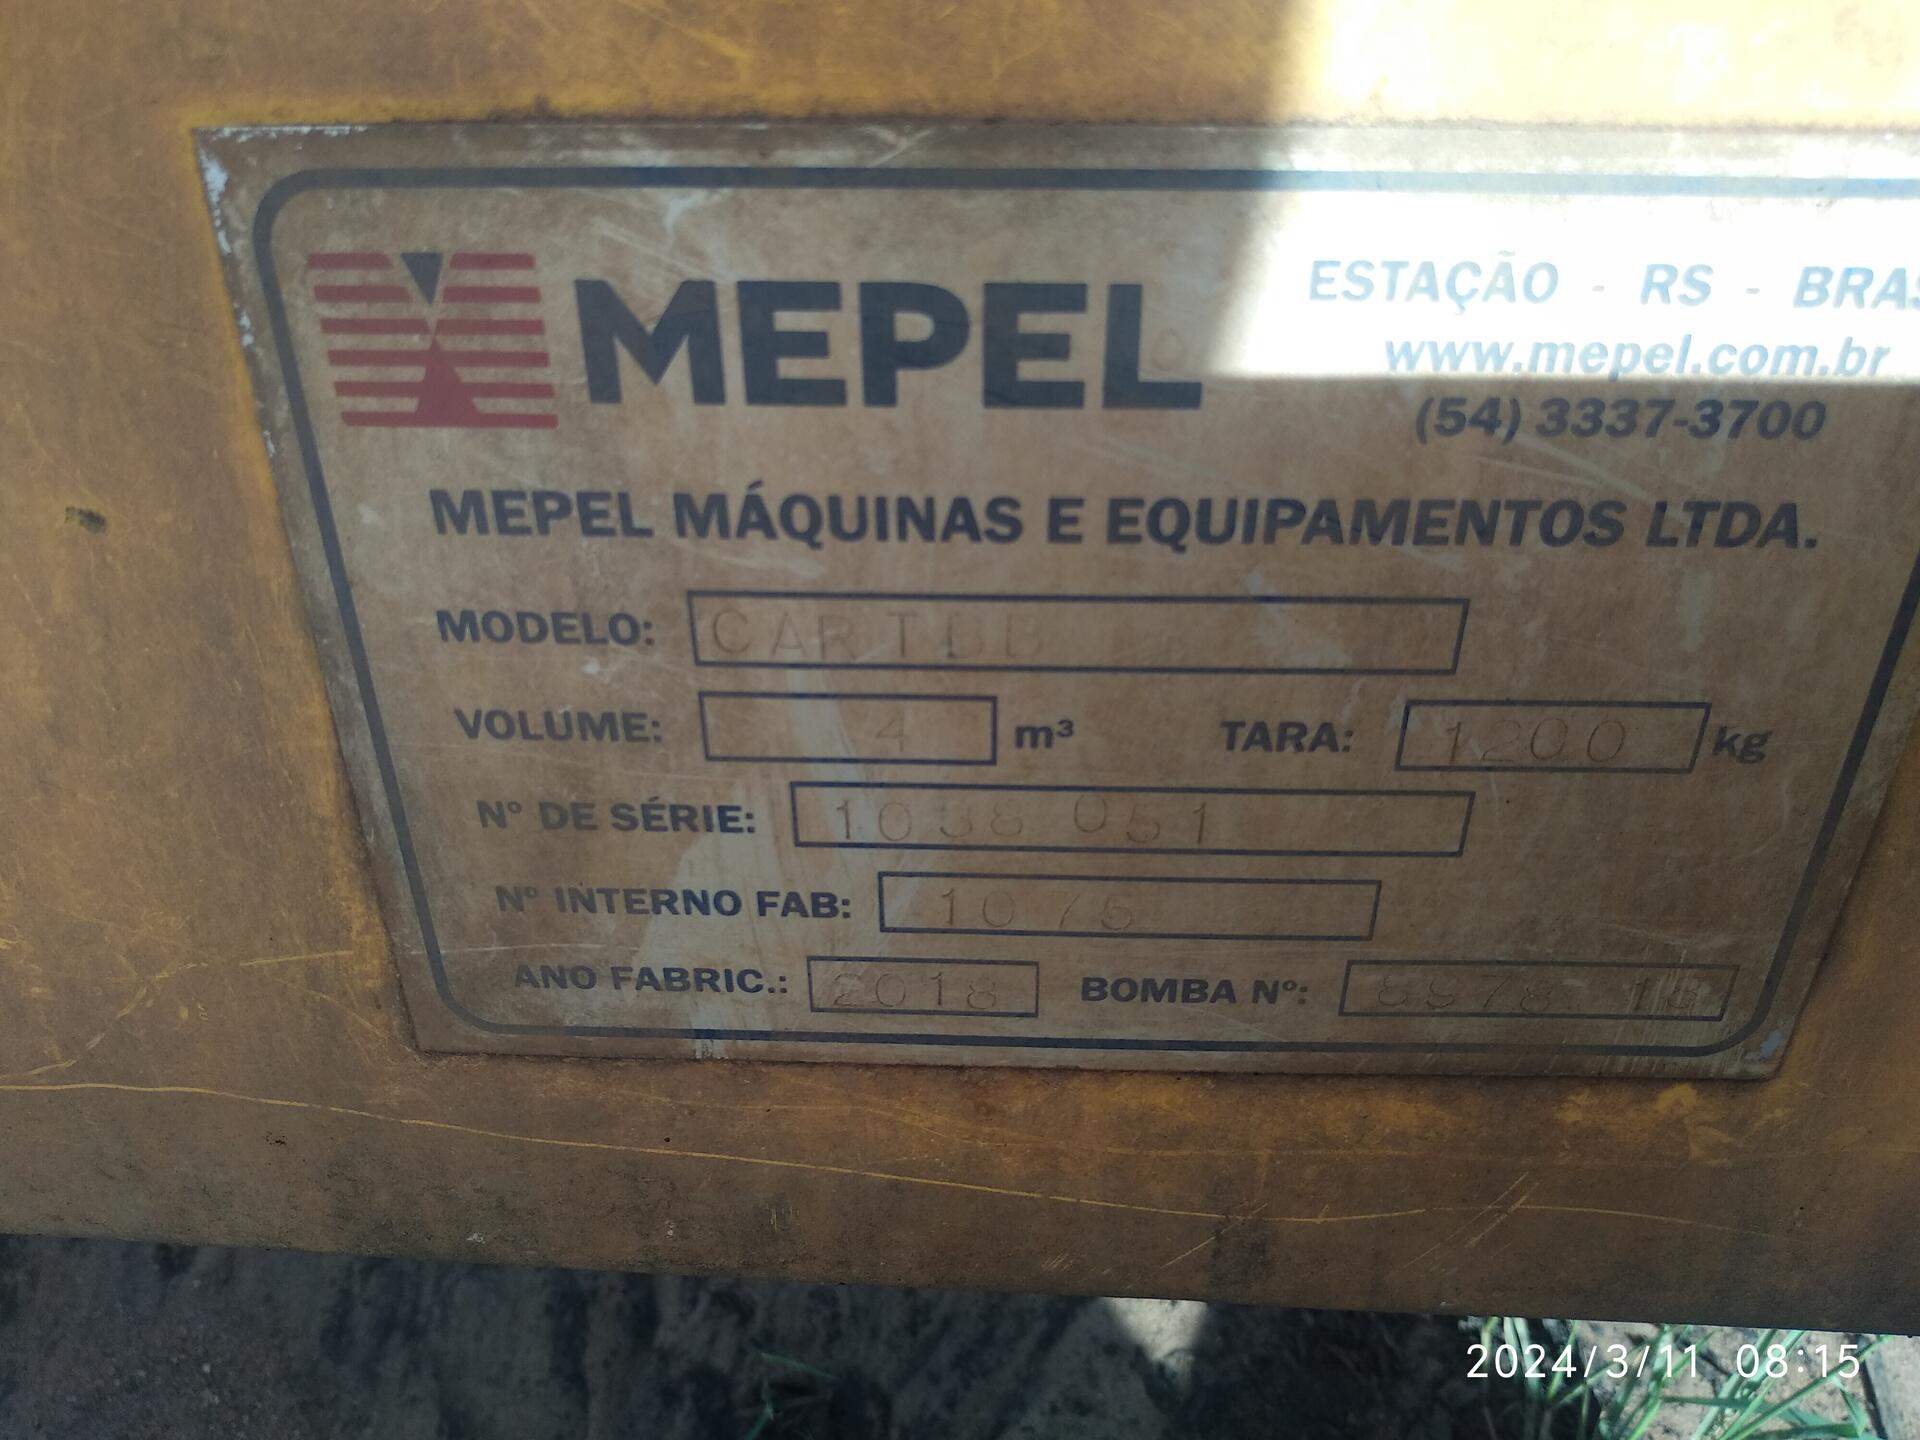 MEPEL
ESTAÇÃO - RS - BRAS
www.mepel.com.br
(54) 3337-3700
MEPEL MÁQUINAS E EQUIPAMENTOS LTDA.
MODELO:
VOLUME: 4 m³ TARA: 1200 kg
Nº DE SÉRIE: 1038 051
Nº INTERNO FAB: 1075
ANO FABRIC.: 2018 BOMBA Nº:
2024/3/11 08:15